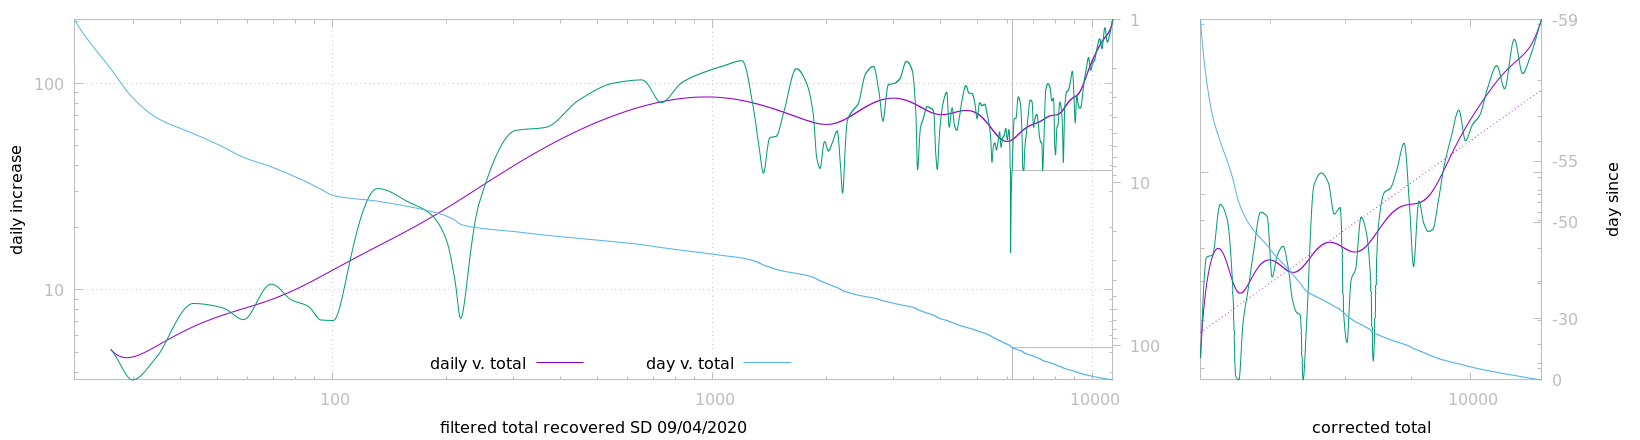 100
10
daily increase
daily v. total
day v. total
100
1000
10000
filtered total recovered SD 09/04/2020
1
10
100
10000
corrected total
-59
-55
-50
-30
0
day since